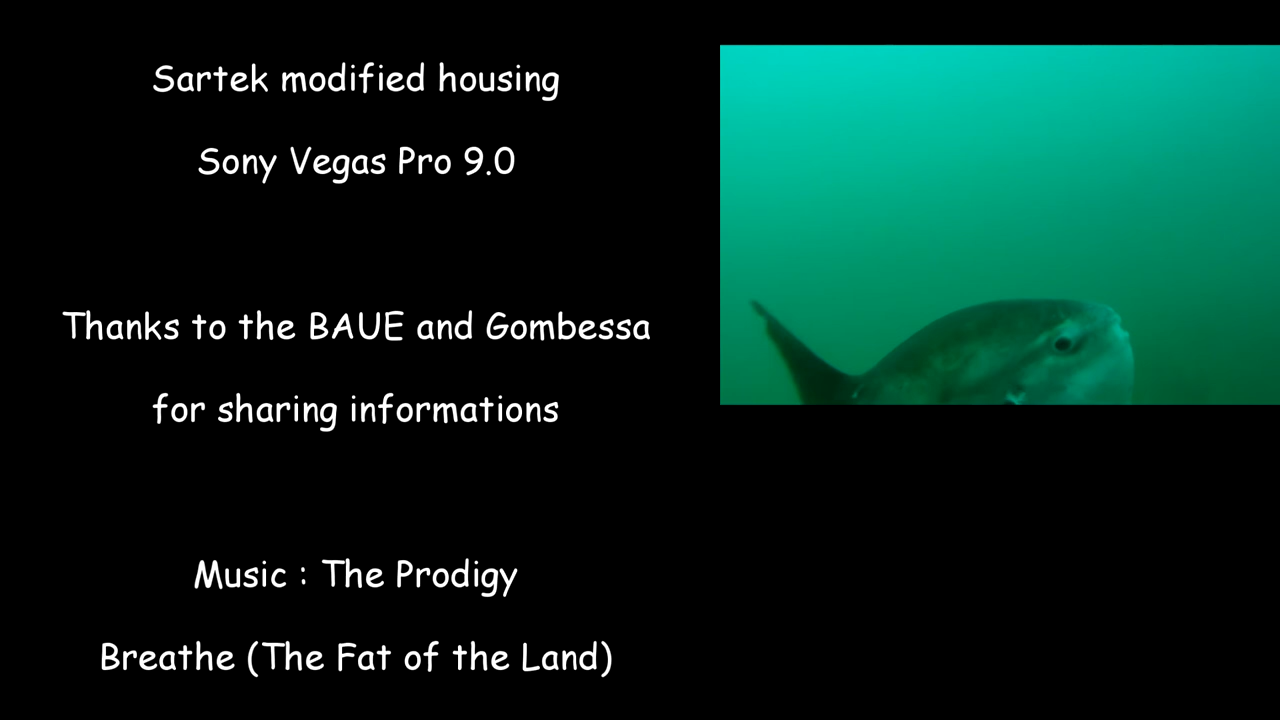 Sartek modified housing
Sony Vegas Pro 9.0
Thanks to the BAUE and Gombessa
for sharing informations
Music : The Prodigy
Breathe (The Fat of the Land)